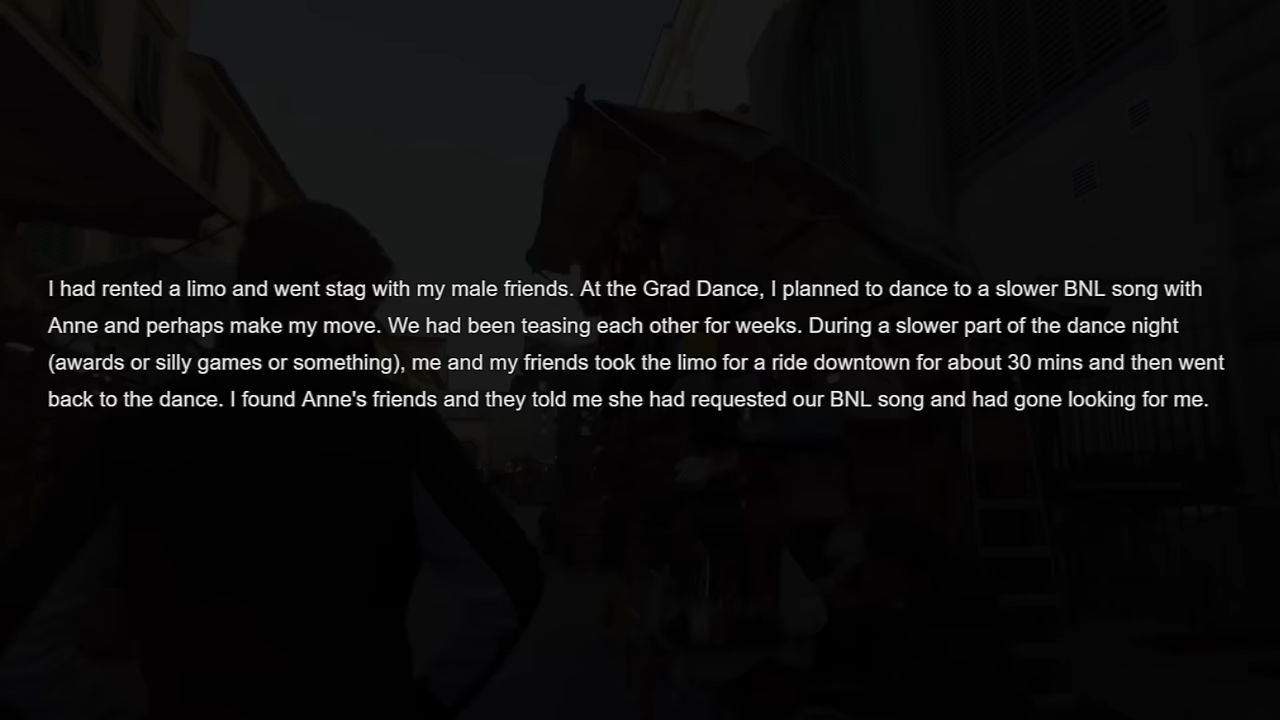 I had rented a limo and went stag with my male friends. At the Grad Dance, I planned to dance to a slower BNL song with
Anne and perhaps make my move. We had been teasing each other for weeks. During a slower part of the dance night
(awards or silly games or something), me and my friends took the limo for a ride downtown for about 30 mins and then went
back to the dance. I found Anne's friends and they told me she had requested our BNL song and had gone looking for me.